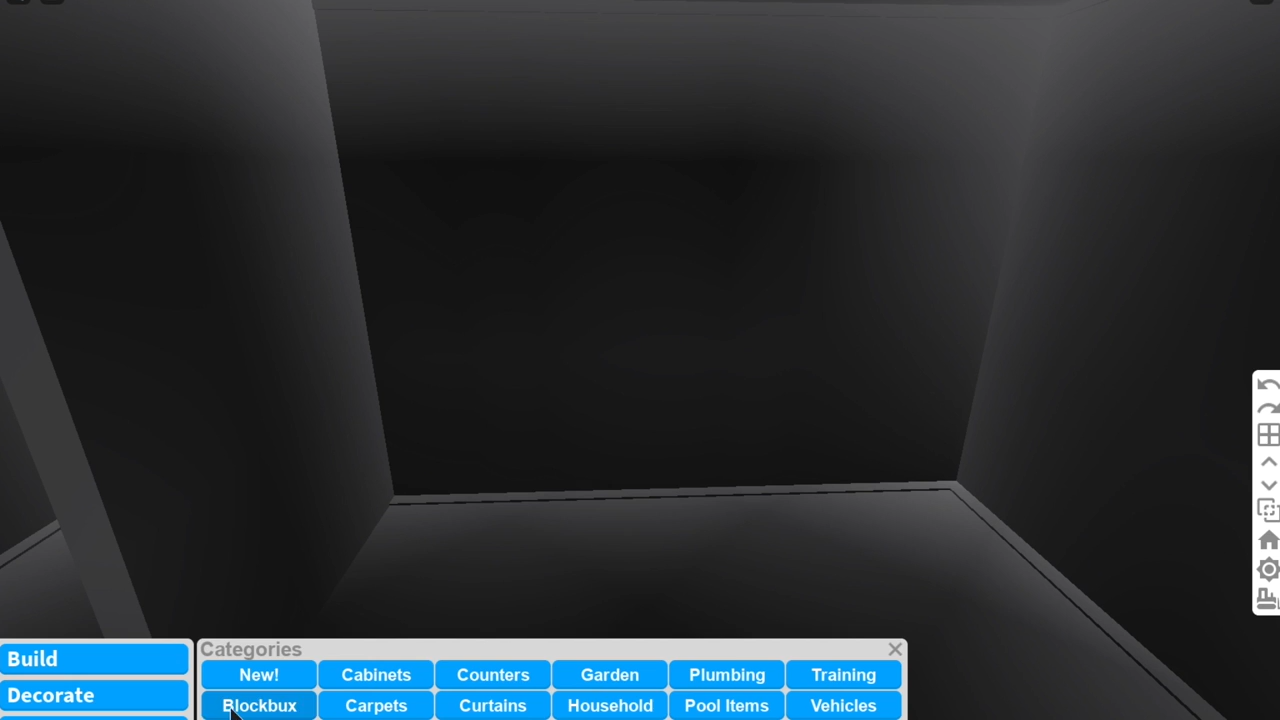 Build
Decorate
Categories
New! Cabinets Counters Garden Plumbing Training
Blockbux Carpets Curtains Household Pool Items Vehicles